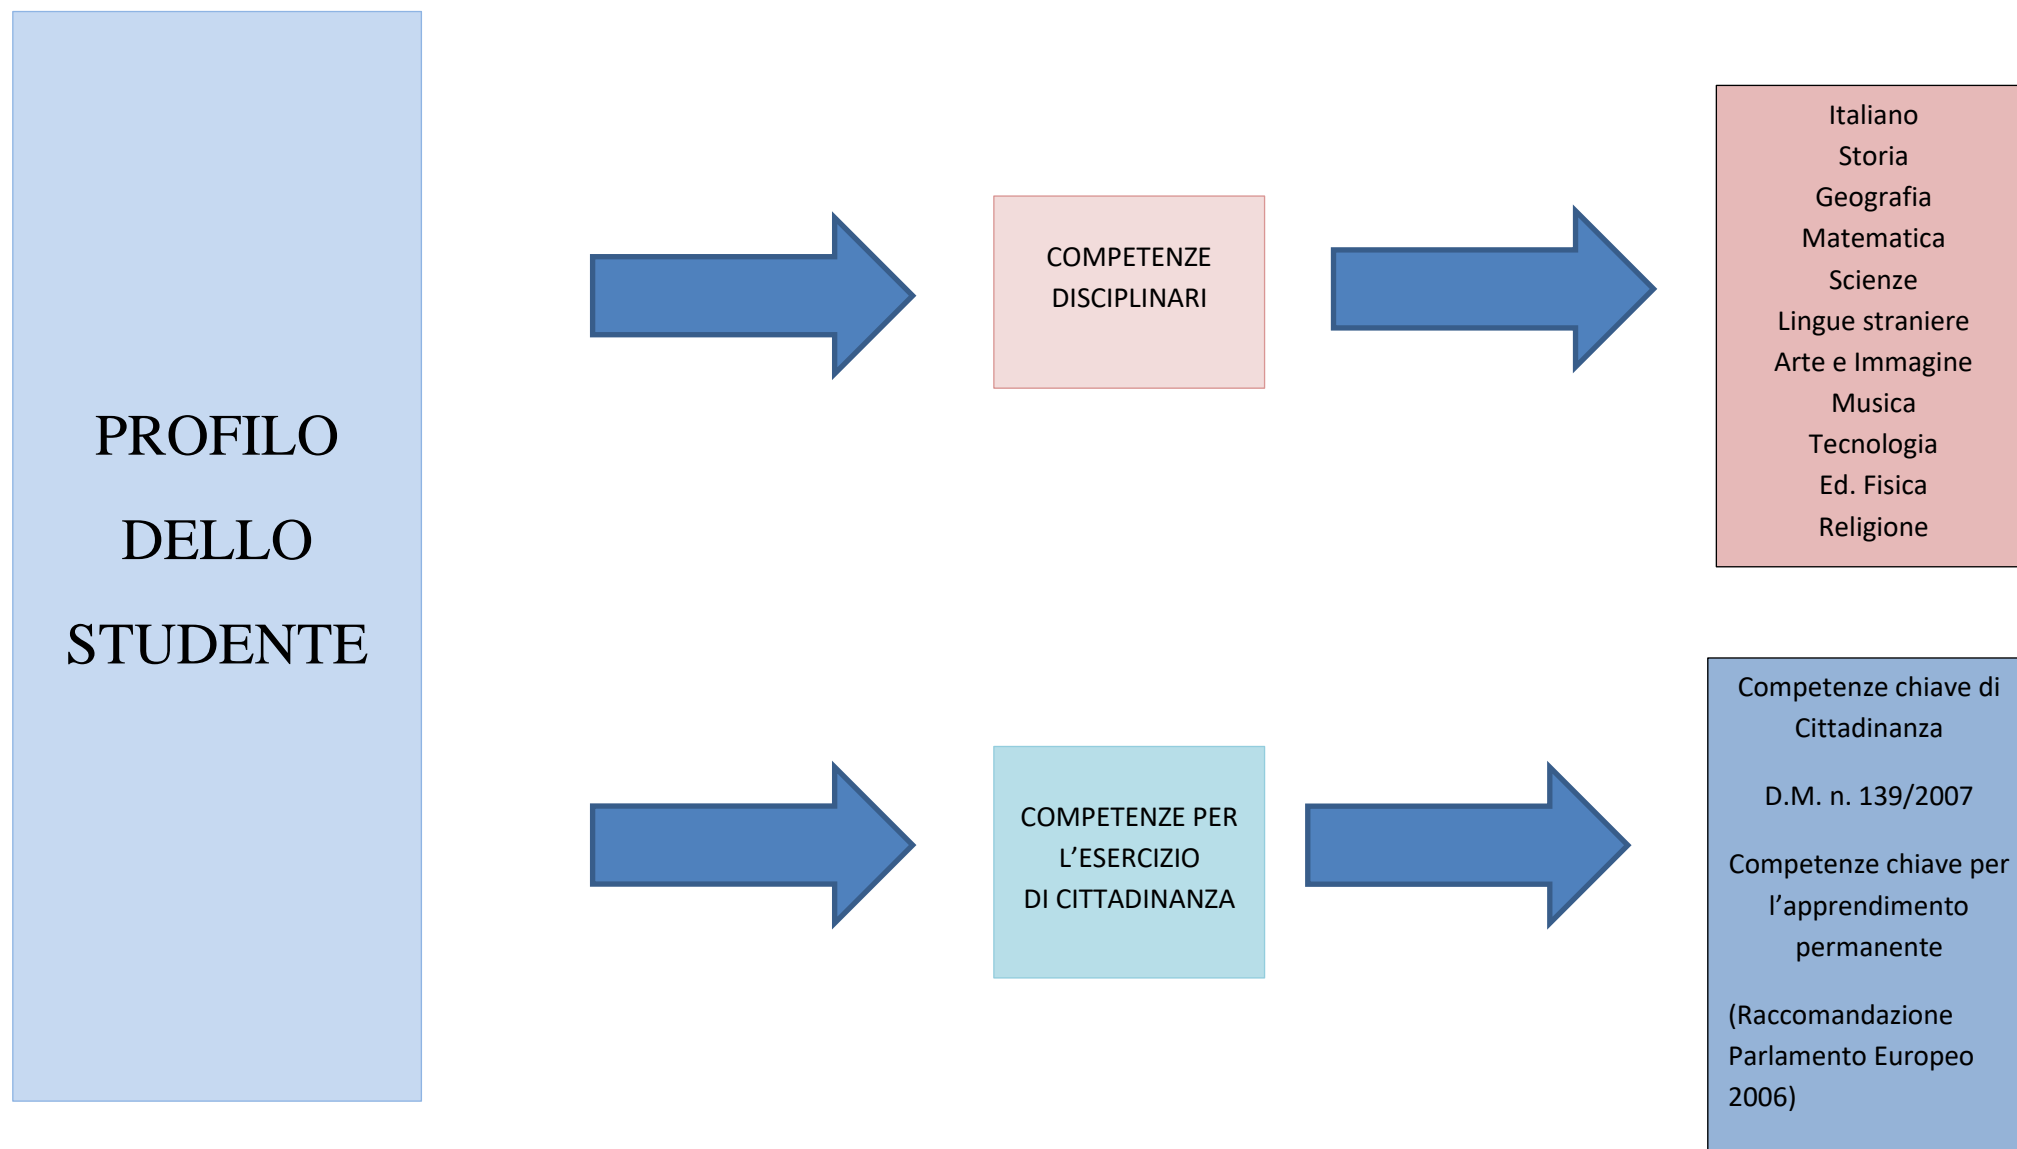 PROFILO
DELLO
STUDENTE
COMPETENZE
DISCIPLINARI
Italiano
Storia
Geografia
Matematica
Scienze
Lingue straniere
Arte e Immagine
Musica
Tecnologia
Ed. Fisica
Religione
COMPETENZE PER
L’ESERCIZIO
DI CITTADINANZA
Competenze chiave di
Cittadinanza
D.M. n. 139/2007
Competenze chiave per
l’apprendimento
permanente
(Raccomandazione
Parlamento Europeo
2006)